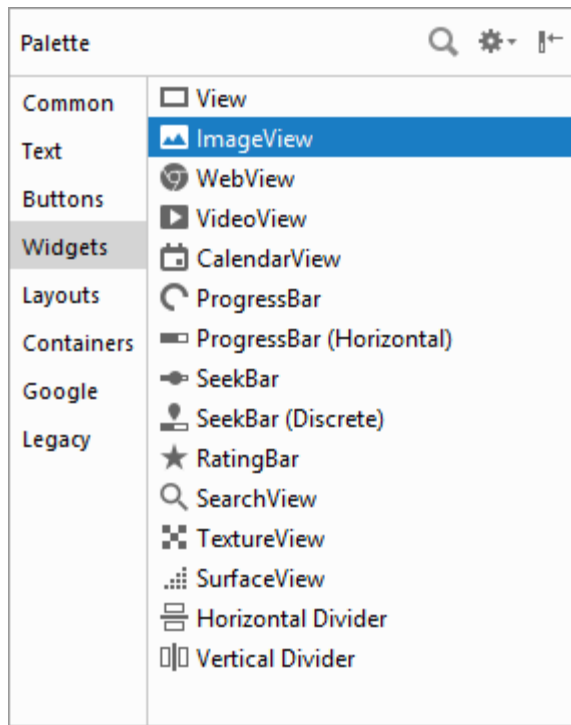 Palette
Common
Text
Buttons
Widgets
Layouts
Containers
Google
Legacy
View
ImageView
WebView
VideoView
CalendarView
ProgressBar
ProgressBar (Horizontal)
SeekBar
SeekBar (Discrete)
RatingBar
SearchView
TextureView
SurfaceView
Horizontal Divider
Vertical Divider